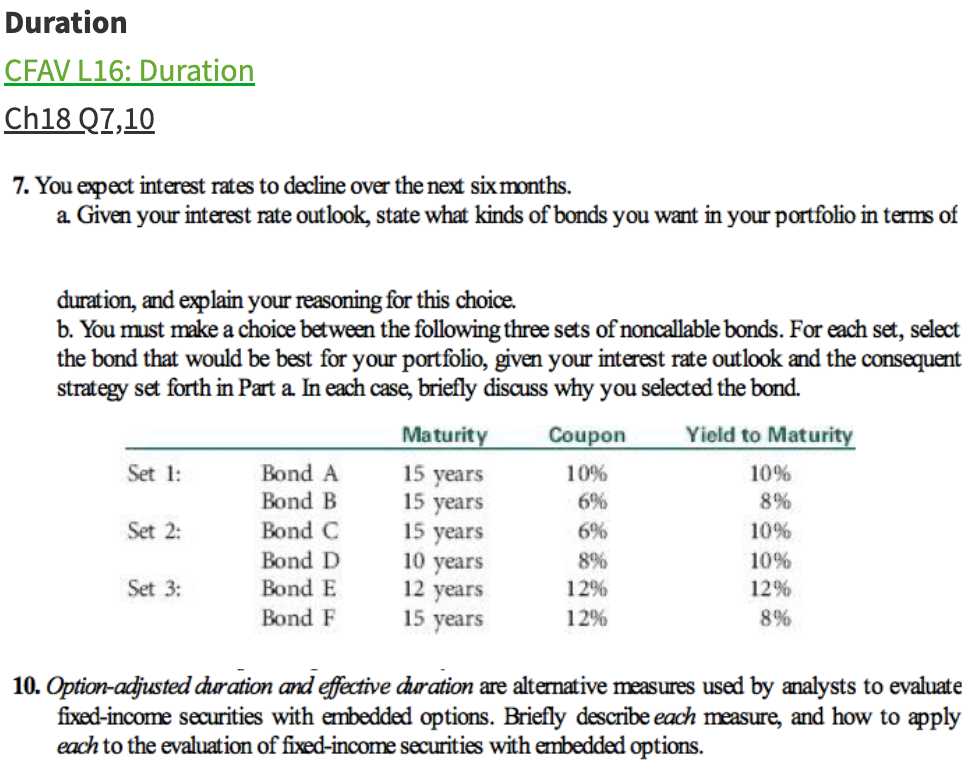 Duration
CFAV L16: Duration
Ch18 Q7,10
7. You expect interest rates to decline over the next six months.
a. Given your interest rate outlook, state what kinds of bonds you want in your portfolio in terms of
duration, and explain your reasoning for this choice.
b. You must make a choice between the following three sets of noncallable bonds. For each set, select
the bond that would be best for your portfolio, given your interest rate outlook and the consequent
strategy set forth in Part a. In each case, briefly discuss why you selected the bond.
Maturity Coupon Yield to Maturity
Set 1: Bond A 15 years 10% 10%
Bond B 15 years 6% 8%
Set 2: Bond C 15 years 6% 10%
Bond D 10 years 8% 10%
Set 3: Bond E 12 years 12% 12%
Bond F 15 years 12% 8%
10. Option-adjusted duration and effective duration are alternative measures used by analysts to evaluate
fixed-income securities with embedded options. Briefly describe each measure, and how to apply
each to the evaluation of fixed-income securities with embedded options.